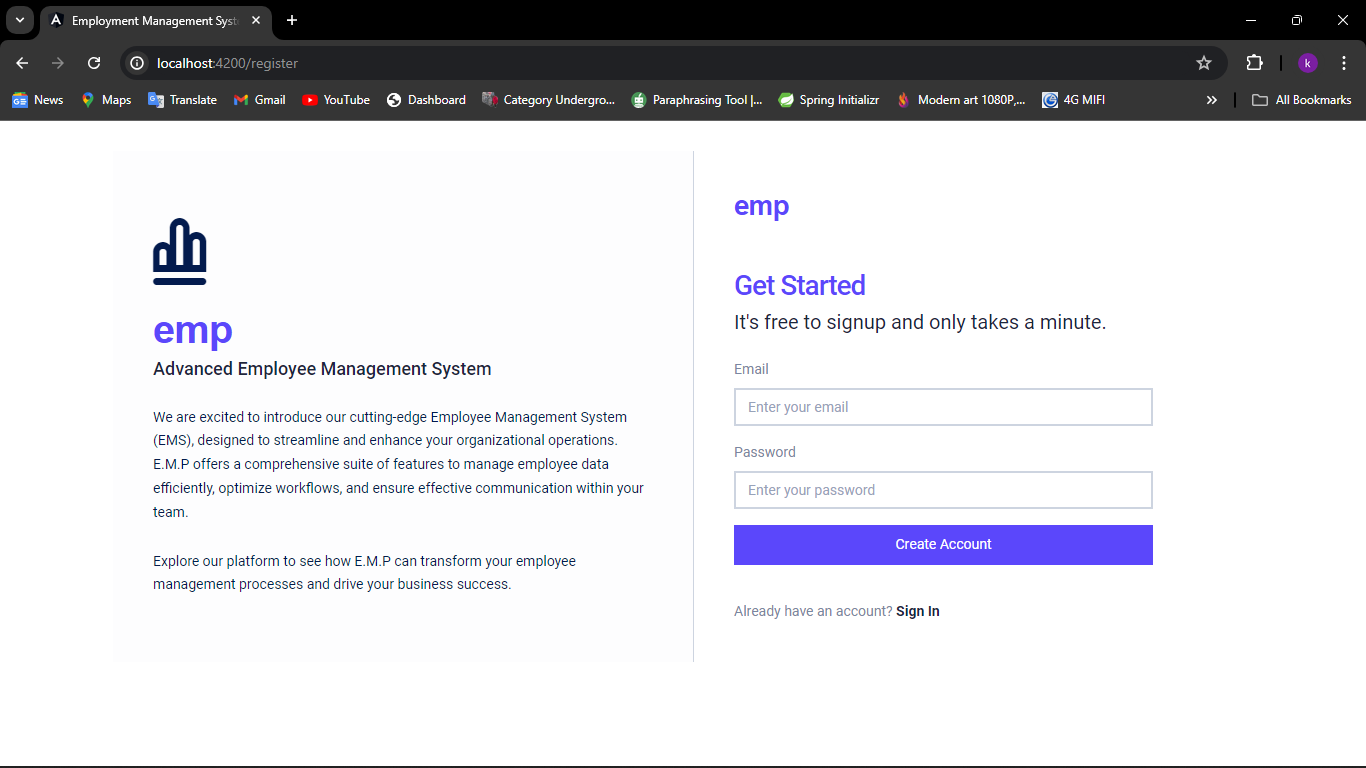 Employment Management Syst
localhost:4200/register
k
News
Maps
Translate
Gmail
YouTube
Dashboard
Category Undergro...
Paraphrasing Tool |...
Spring Initializr
Modern art 1080P,...
4G MIFI
»
All Bookmarks
emp
Advanced Employee Management System
We are excited to introduce our cutting-edge Employee Management System
(EMS), designed to streamline and enhance your organizational operations.
E.M.P offers a comprehensive suite of features to manage employee data
efficiently, optimize workflows, and ensure effective communication within your
team.
Explore our platform to see how E.M.P can transform your employee
management processes and drive your business success.
emp
Get Started
It's free to signup and only takes a minute.
Email
Enter your email
Password
Enter your password
Create Account
Already have an account? Sign In